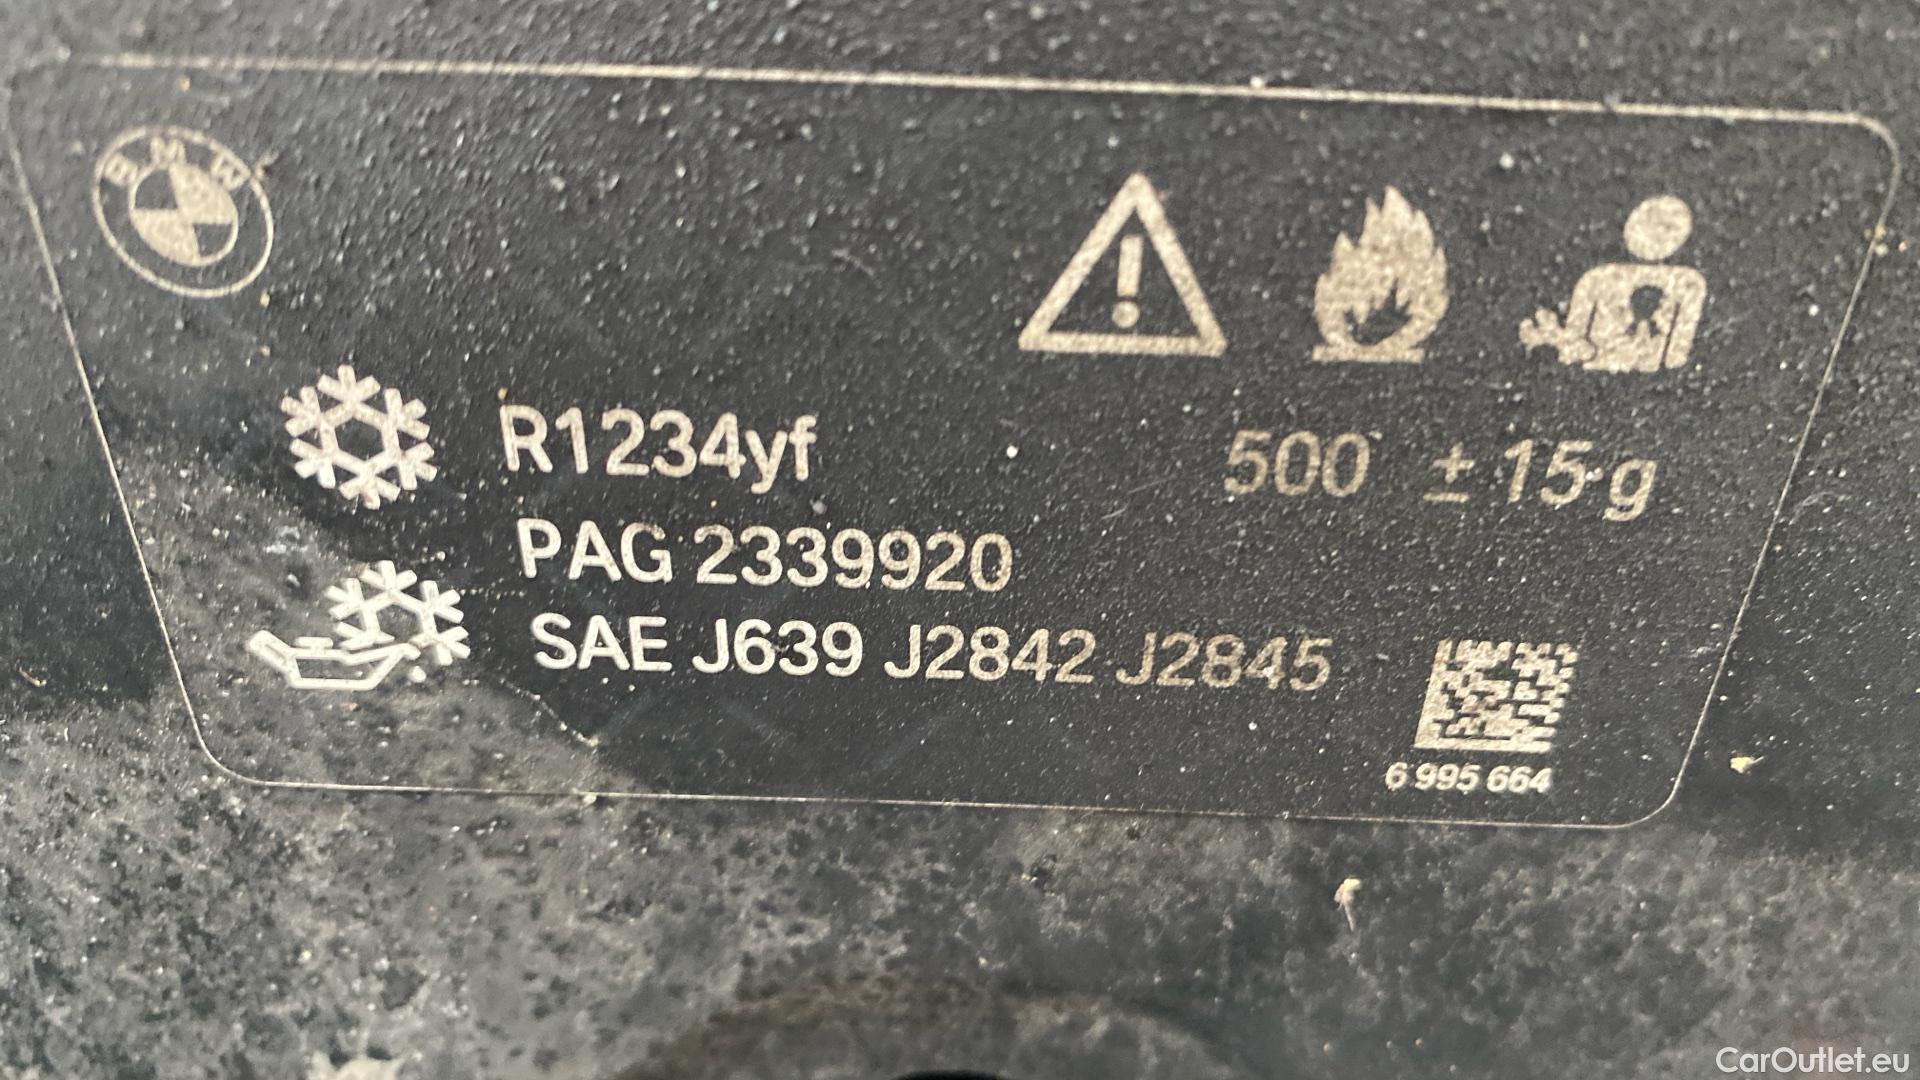 BMW
R1234yf
500 ± 15 g
PAG 2339920
SAE J639 J2842 J2845
6 995 664
CarOutlet.eu